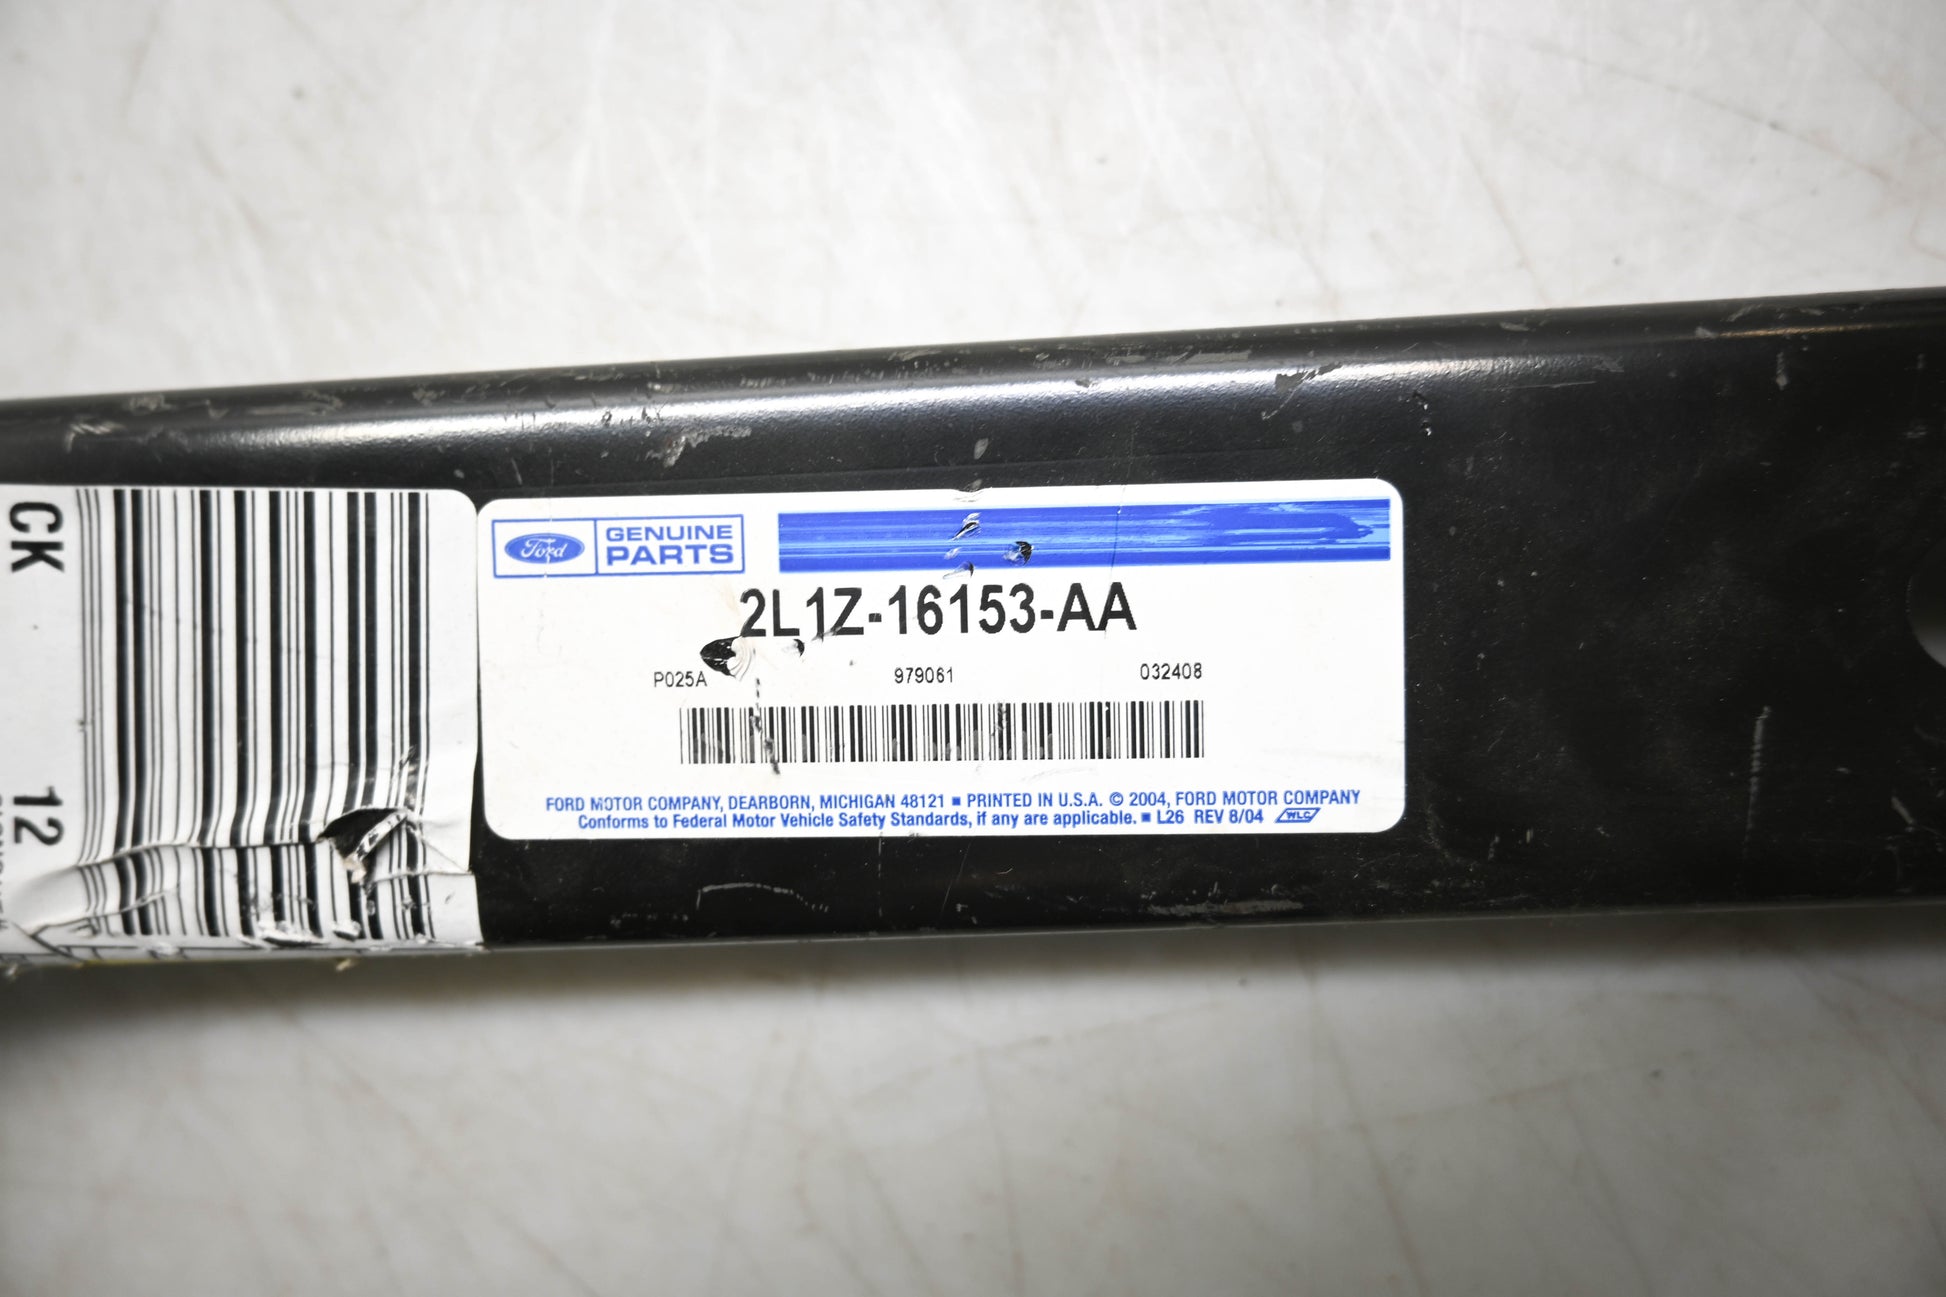 CK 12
Ford GENUINE
PARTS
2L1Z-16153-AA
P025A 979061 032408
FORD MOTOR COMPANY, DEARBORN, MICHIGAN 48121 ■ PRINTED IN U.S.A. © 2004, FORD MOTOR COMPANY
Conforms to Federal Motor Vehicle Safety Standards, if any are applicable. ■ L26 REV 8/04 WLC